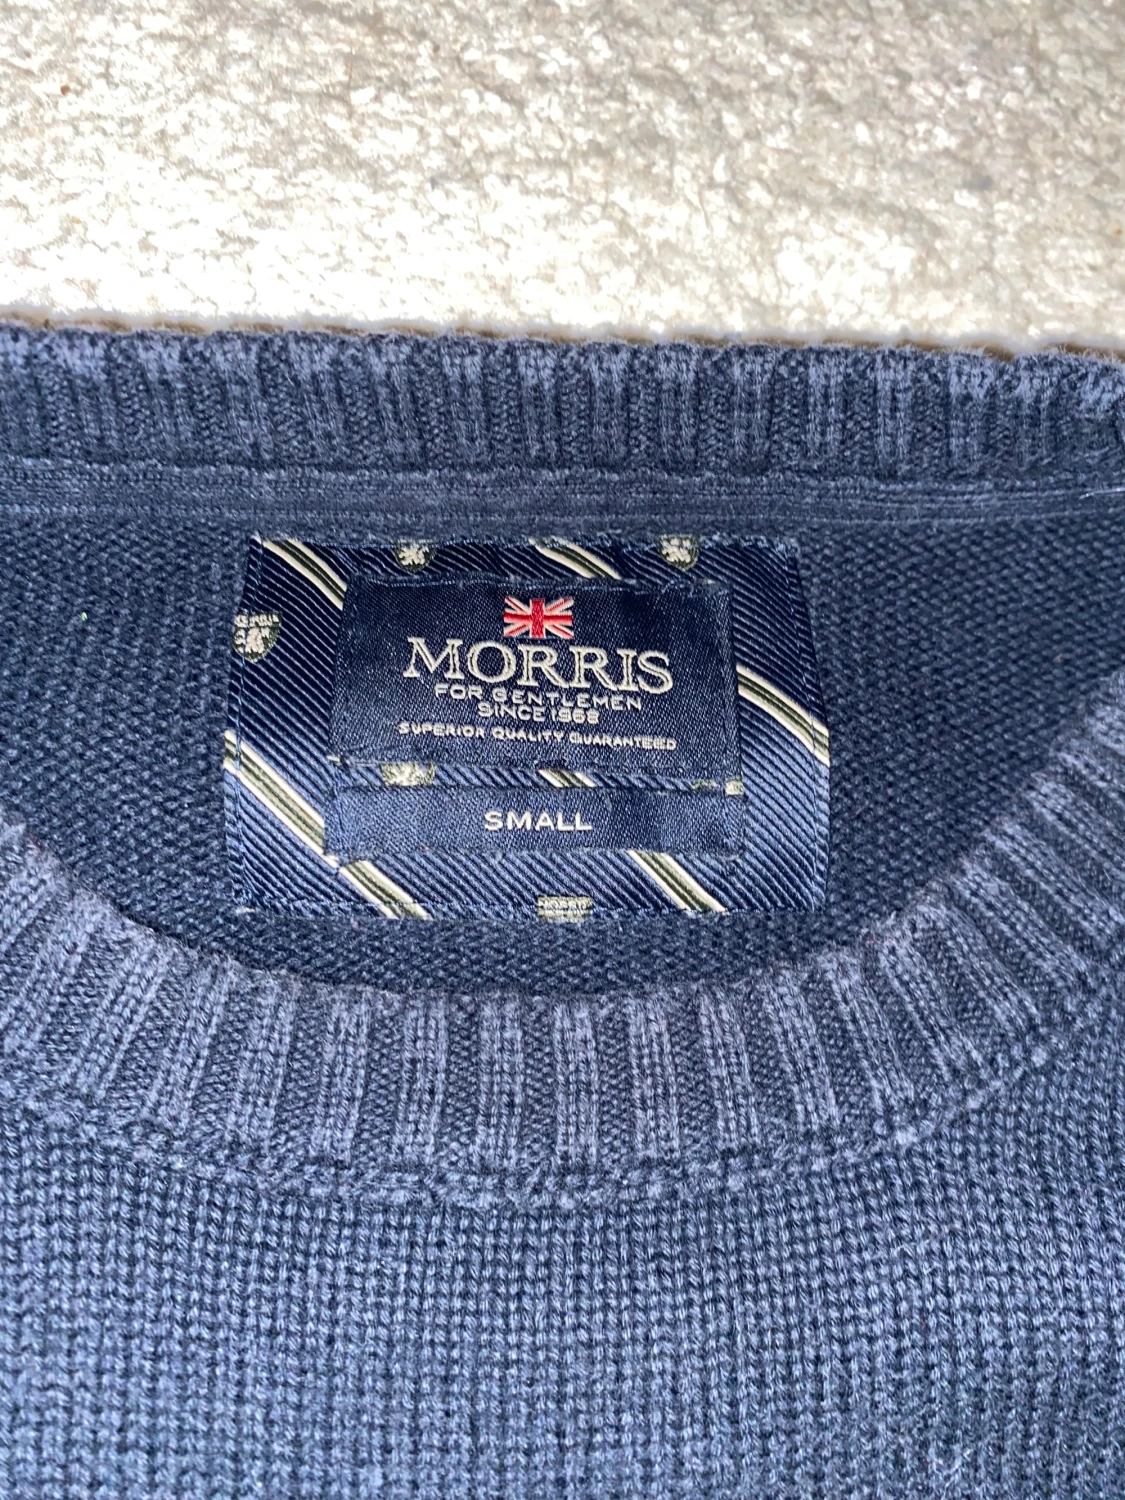 MORRIS
FOR GENTLEMEN
SINCE 1968
SUPERIOR QUALITY GUARANTEED
SMALL